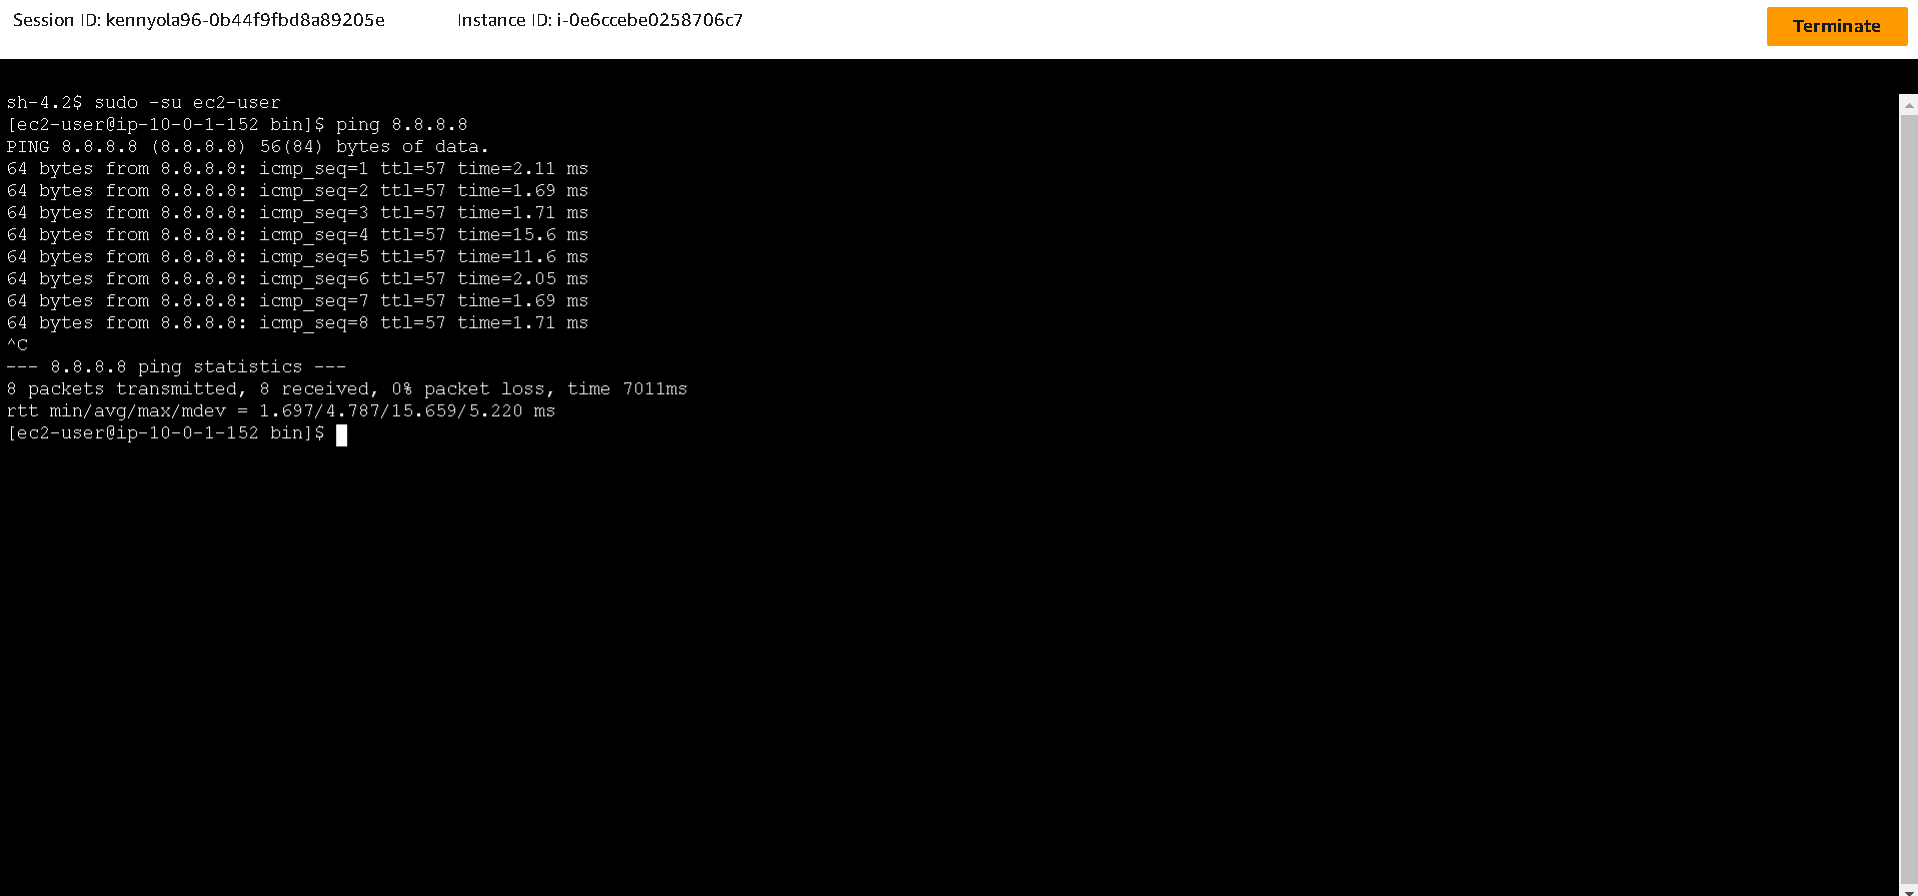 Session ID: kennyola96-0b44f9fbd8a89205e Instance ID: i-0e6ccebe0258706c7 Terminate
sh-4.2$ sudo -su ec2-user
[ec2-user@ip-10-0-1-152 bin]$ ping 8.8.8.8
PING 8.8.8.8 (8.8.8.8) 56(84) bytes of data.
64 bytes from 8.8.8.8: icmp_seq=1 ttl=57 time=2.11 ms
64 bytes from 8.8.8.8: icmp_seq=2 ttl=57 time=1.69 ms
64 bytes from 8.8.8.8: icmp_seq=3 ttl=57 time=1.71 ms
64 bytes from 8.8.8.8: icmp_seq=4 ttl=57 time=15.6 ms
64 bytes from 8.8.8.8: icmp_seq=5 ttl=57 time=11.6 ms
64 bytes from 8.8.8.8: icmp_seq=6 ttl=57 time=2.05 ms
64 bytes from 8.8.8.8: icmp_seq=7 ttl=57 time=1.69 ms
64 bytes from 8.8.8.8: icmp_seq=8 ttl=57 time=1.71 ms
^C
--- 8.8.8.8 ping statistics ---
8 packets transmitted, 8 received, 0% packet loss, time 7011ms
rtt min/avg/max/mdev = 1.697/4.787/15.659/5.220 ms
[ec2-user@ip-10-0-1-152 bin]$